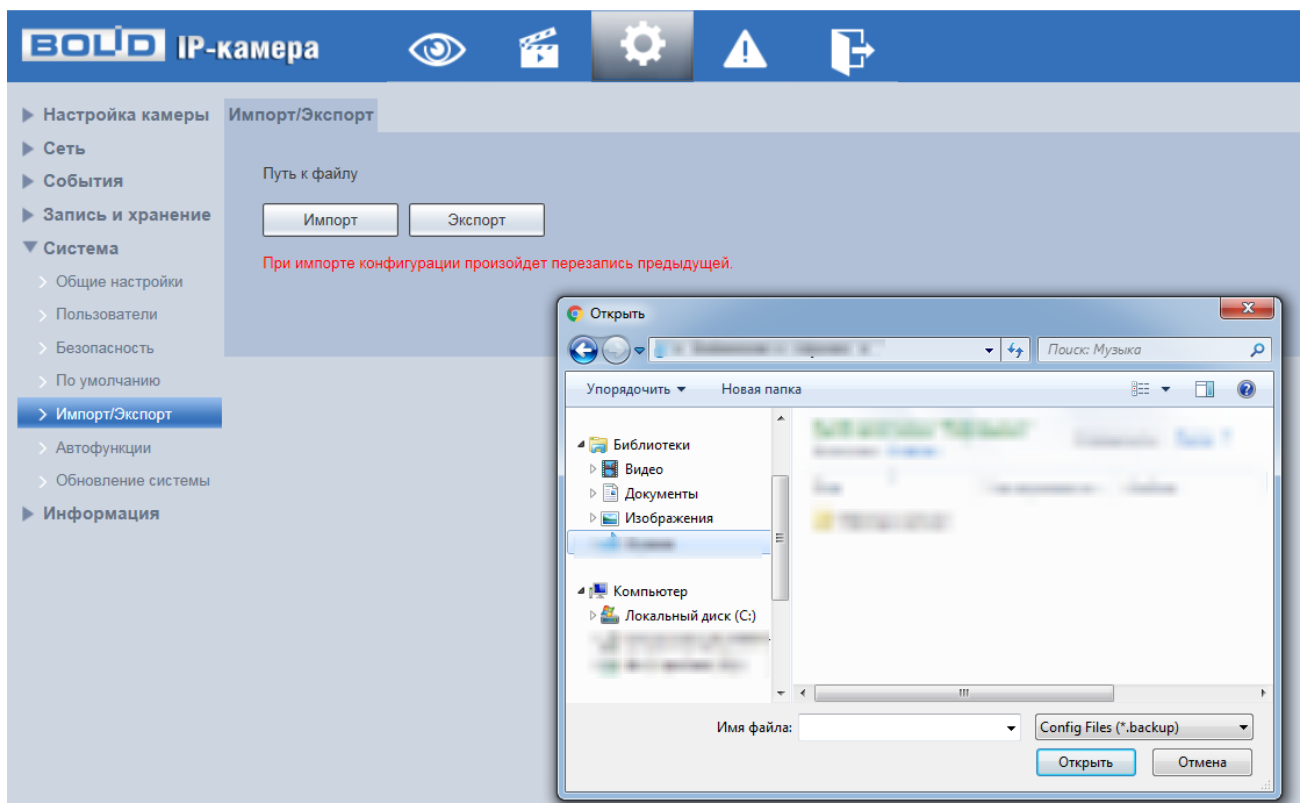 BOLID IP-камера
Настройка камеры
Сеть
События
Запись и хранение
Система
Общие настройки
Пользователи
Безопасность
По умолчанию
Импорт/Экспорт
Автофункции
Обновление системы
Информация
Импорт/Экспорт
Путь к файлу
Импорт Экспорт
При импорте конфигурации произойдет перезапись предыдущей.
Открыть
Поиск: Музыка
Упорядочить Новая папка
Библиотеки
Видео
Документы
Изображения
Компьютер
Локальный диск (C:)
Имя файла: Config Files (*.backup)
Открыть Отмена